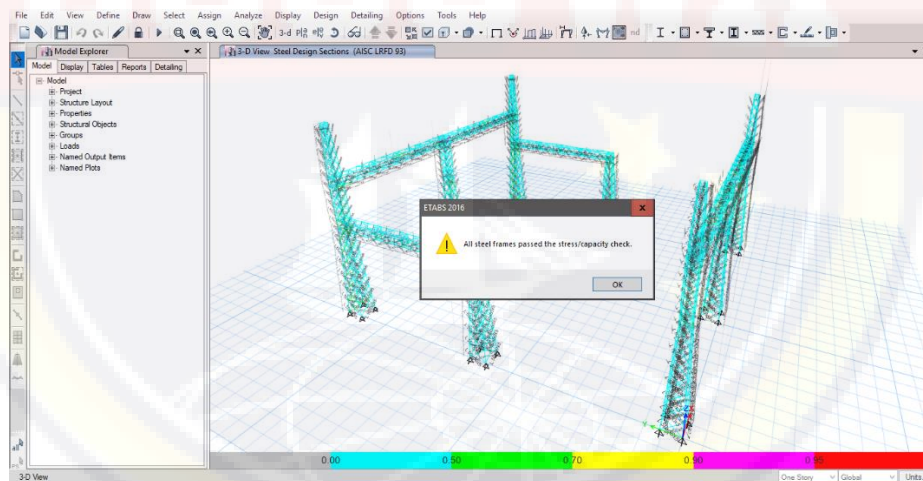 File Edit View Define Draw Select Assign Analyze Display Design Detailing Options Tools Help
3-d nd
Model Explorer
3-D View Steel Design Sections (AISC LRFD 93)
Model Display Tables Reports Detailing
Model
Project
Structure Layout
Properties
Structural Objects
Groups
Loads
Named Output Items
Named Plots
ETABS 2016
All steel frames passed the stress/capacity check.
OK
0.00 0.50 0.70 0.90 0.95
3-D View One Story Global Units